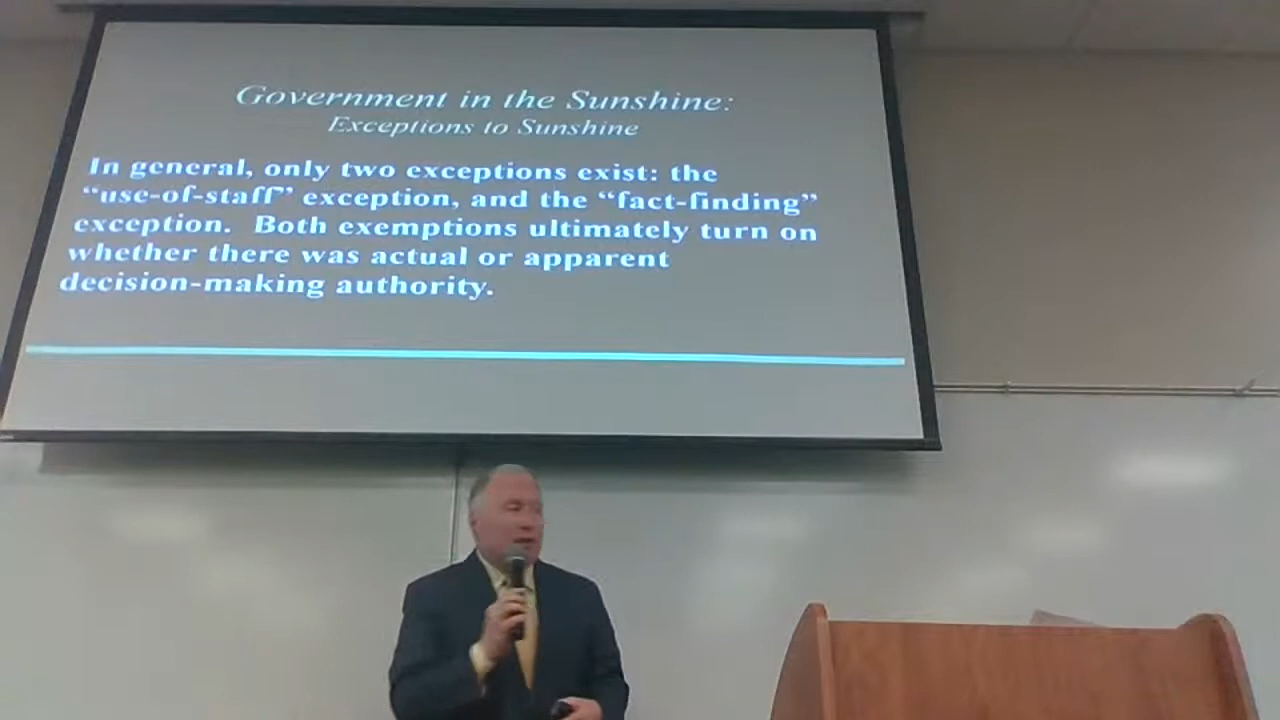 Government in the Sunshine:
Exceptions to Sunshine
In general, only two exceptions exist: the
“use-of-staff” exception, and the “fact-finding”
exception. Both exemptions ultimately turn on
whether there was actual or apparent
decision-making authority.